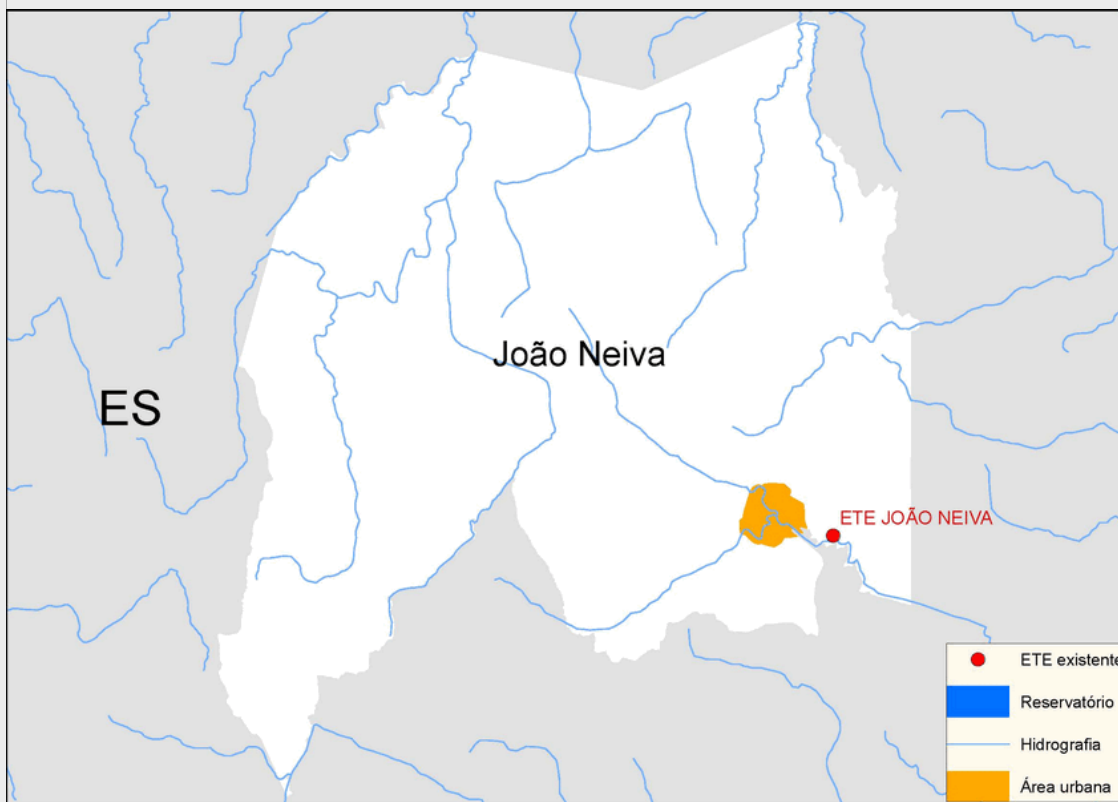 João Neiva
ES
ETE JOÃO NEIVA
ETE existente
Reservatório
Hidrografia
Área urbana